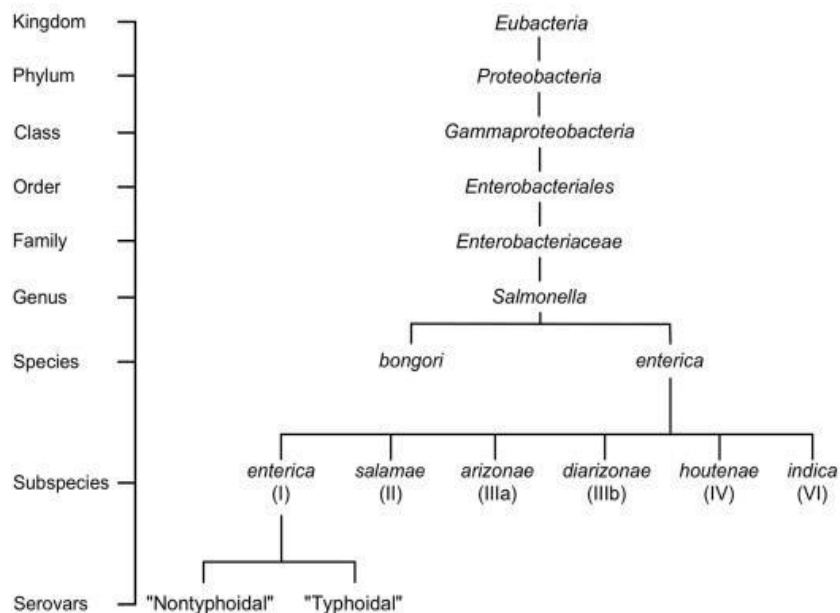 Kingdom Eubacteria
Phylum Proteobacteria
Class Gammaproteobacteria
Order Enterobacteriales
Family Enterobacteriaceae
Genus Salmonella
Species bongori enterica
Subspecies enterica (I) salamae (II) arizonae (IIIa) diarizonae (IIIb) houtenae (IV) indica (VI)
Serovars "Nontyphoidal" "Typhoidal"